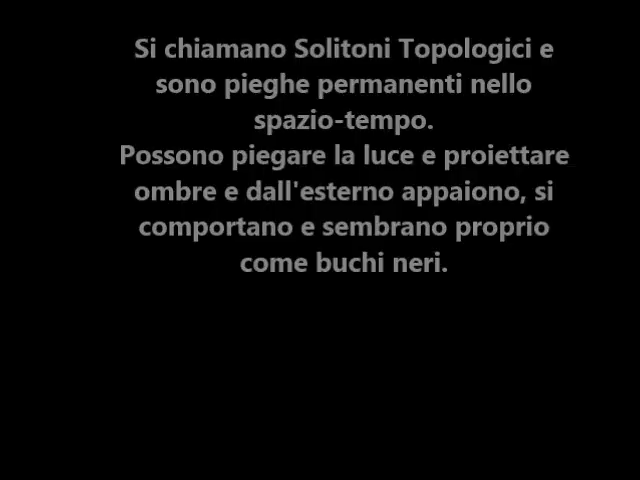 Si chiamano Solitoni Topologici e
sono pieghe permanenti nello
spazio-tempo.
Possono piegare la luce e proiettare
ombre e dall'esterno appaiono, si
comportano e sembrano proprio
come buchi neri.